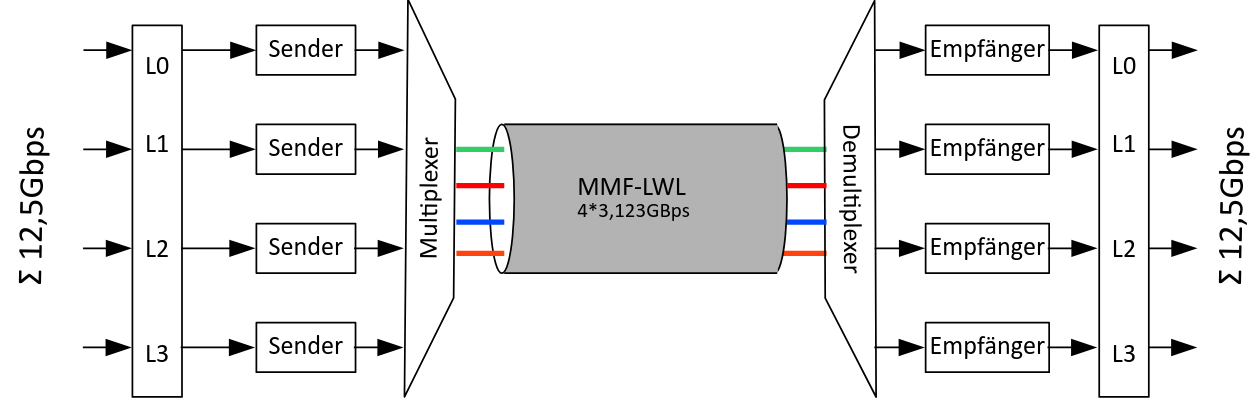 Σ 12,5Gbps
L0
L1
L2
L3
Sender
Sender
Sender
Sender
Multiplexer
MMF-LWL
4*3,123GBps
Demultiplexer
Empfänger
Empfänger
Empfänger
Empfänger
L0
L1
L2
L3
Σ 12,5Gbps